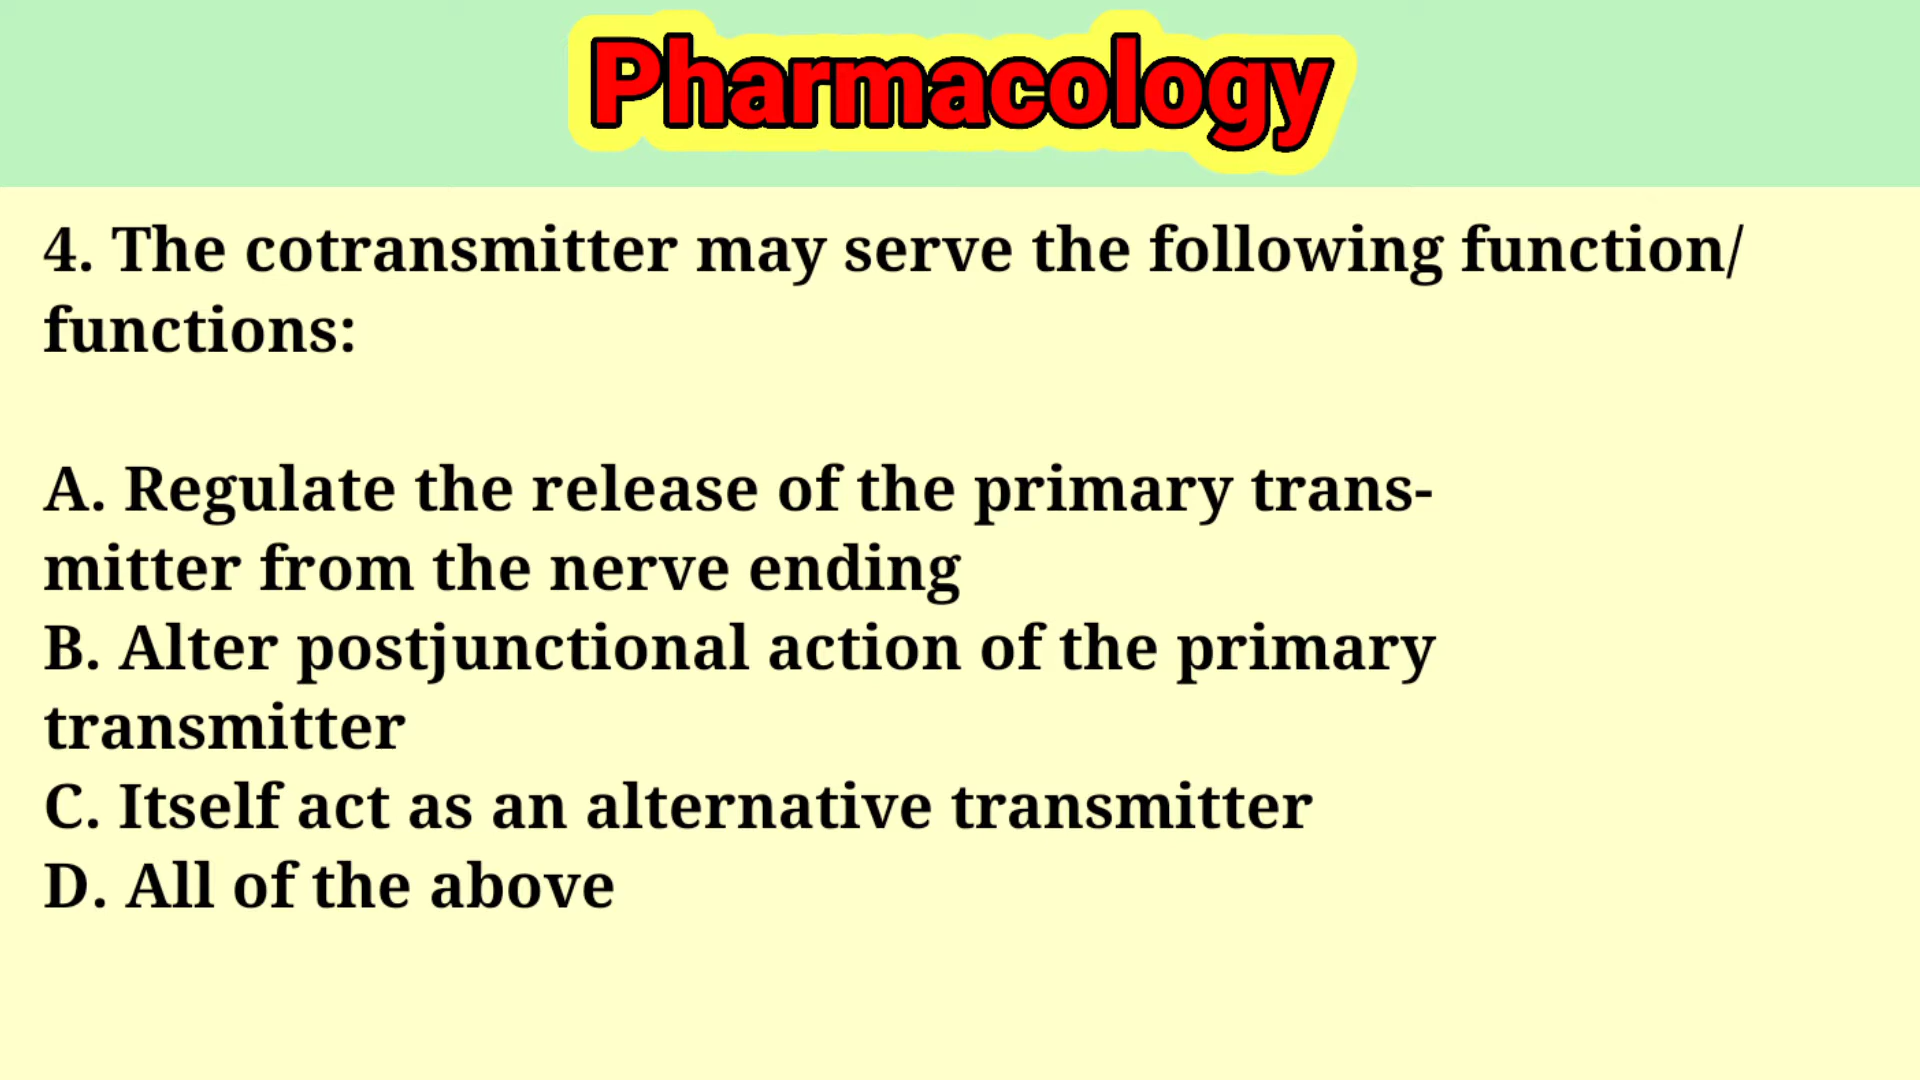 Pharmacology
4. The cotransmitter may serve the following function/
functions:
A. Regulate the release of the primary trans-
mitter from the nerve ending
B. Alter postjunctional action of the primary
transmitter
C. Itself act as an alternative transmitter
D. All of the above